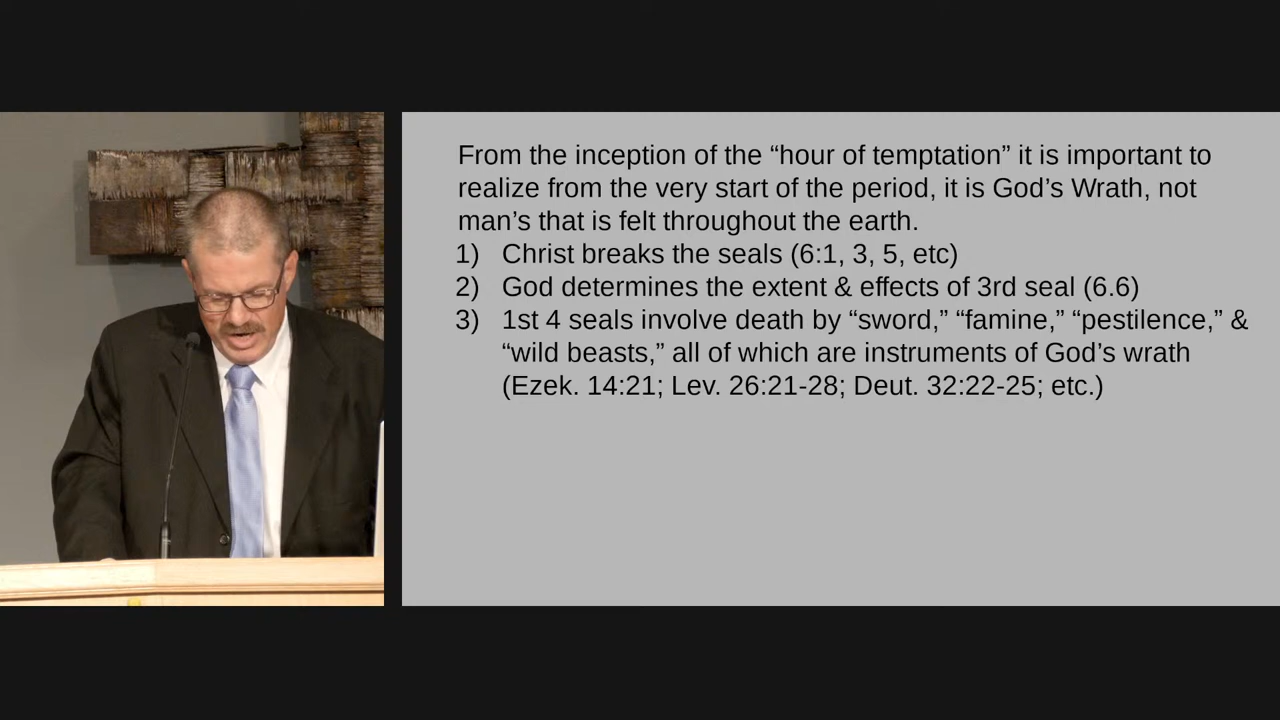 From the inception of the “hour of temptation” it is important to
realize from the very start of the period, it is God’s Wrath, not
man’s that is felt throughout the earth.
1) Christ breaks the seals (6:1, 3, 5, etc)
2) God determines the extent & effects of 3rd seal (6.6)
3) 1st 4 seals involve death by “sword,” “famine,” “pestilence,” &
“wild beasts,” all of which are instruments of God’s wrath
(Ezek. 14:21; Lev. 26:21-28; Deut. 32:22-25; etc.)